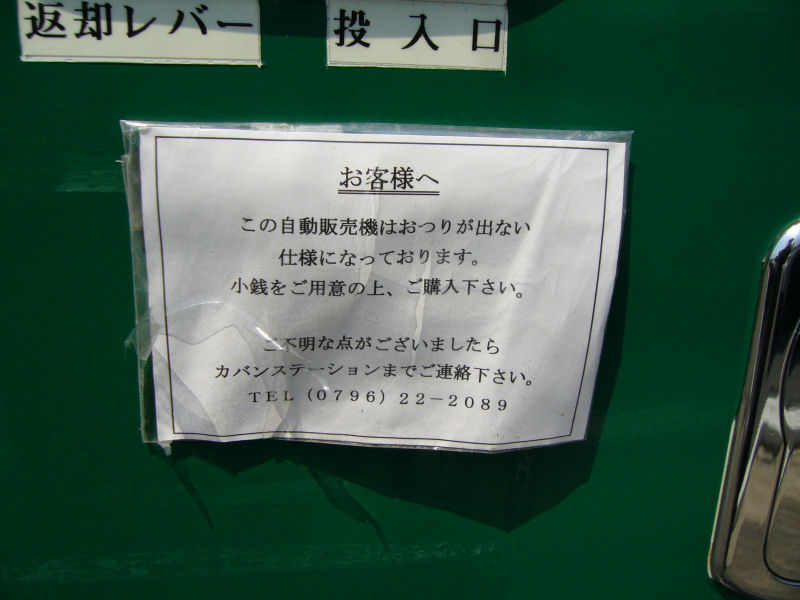 返却レバー
投入口
お客様へ
この自動販売機はおつりが出ない
仕様になっております。
小銭をご用意の上、ご購入下さい。
ご不明な点がございましたら
カバンステーションまでご連絡下さい。
TEL(0796)22-2089